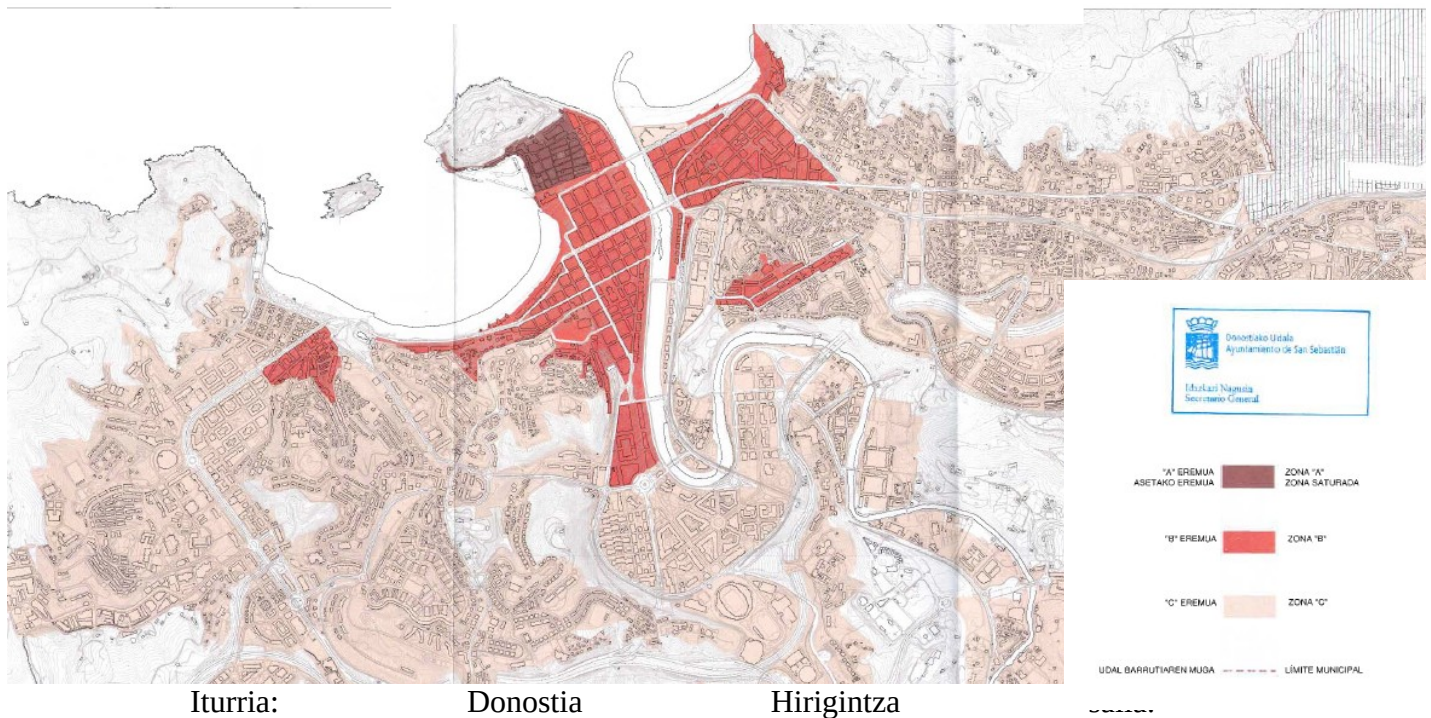 Donostiako Udala
Ayuntamiento de San Sebastián
Idazkari Nagusia
Secretario General
"A" EREMUA
ASETAKO EREMUA
ZONA "A"
ZONA SATURADA
"B" EREMUA
ZONA "B"
"C" EREMUA
ZONA "C"
UDAL BARRUTIAREN MUGA
LÍMITE MUNICIPAL
Iturria: Donostia Hirigintza